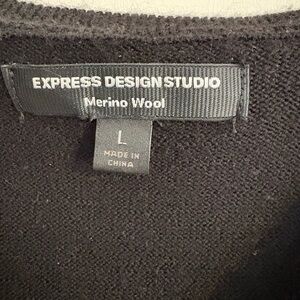 EXPRESS DESIGN STUDIO
Merino Wool
L
MADE IN
CHINA